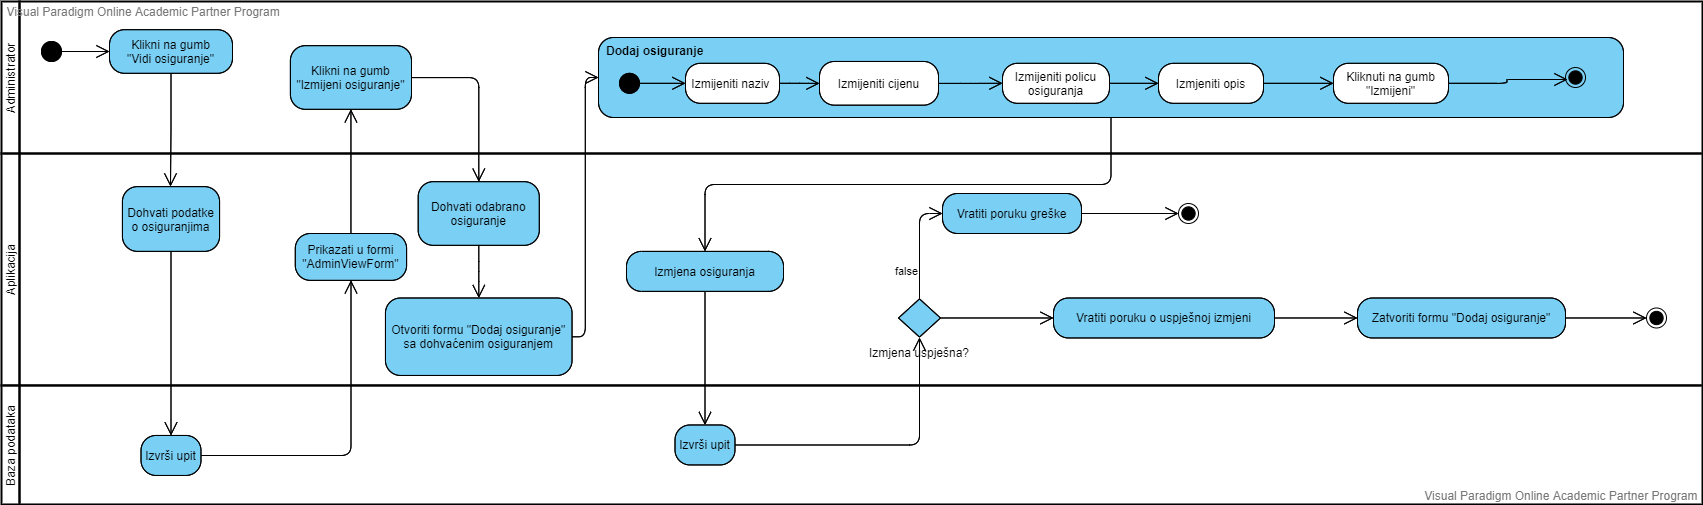 Visual Paradigm Online Academic Partner Program
Administrator
Klikni na gumb
"Vidi osiguranje"
Klikni na gumb
"Izmijeni osiguranje"
Dodaj osiguranje
Izmijeniti naziv
Izmijeniti cijenu
Izmijeniti policu
osiguranja
Izmjeniti opis
Kliknuti na gumb
"Izmijeni"
Aplikacija
Dohvati podatke
o osiguranjima
Prikazati u formi
"AdminViewForm"
Dohvati odabrano
osiguranje
Otvoriti formu "Dodaj osiguranje"
sa dohvaćenim osiguranjem
Izmjena osiguranja
Vratiti poruku greške
false
Izmjena uspješna?
Vratiti poruku o uspješnoj izmjeni
Zatvoriti formu "Dodaj osiguranje"
Baza podataka
Izvrši upit
Izvrši upit
Visual Paradigm Online Academic Partner Program